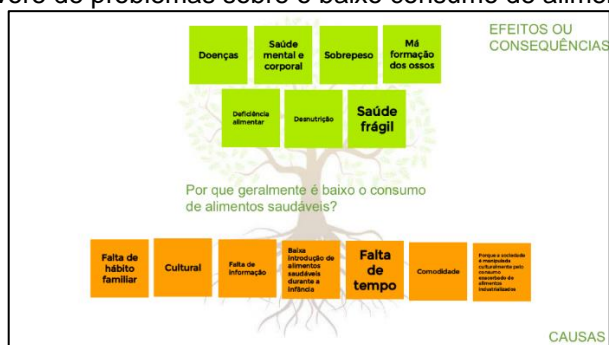 vore de problemas sobre o baixo consumo de alime
EFEITOS OU
CONSEQUÊNCIAS
Doenças
Saúde
mental e
corporal
Sobrepeso
Má
formação
dos ossos
Deficiência
alimentar
Desnutrição
Saúde
frágil
Por que geralmente é baixo o consumo
de alimentos saudáveis?
Falta de
hábito
familiar
Cultural
Falta de
informação
Baixa
introdução de
alimentos
saudáveis
durante a
infância
Falta
de
tempo
Comodidade
Porque a sociedade
é manipulada
culturalmente pelo
consumo
exacerbado de
alimentos
industrializados
CAUSAS